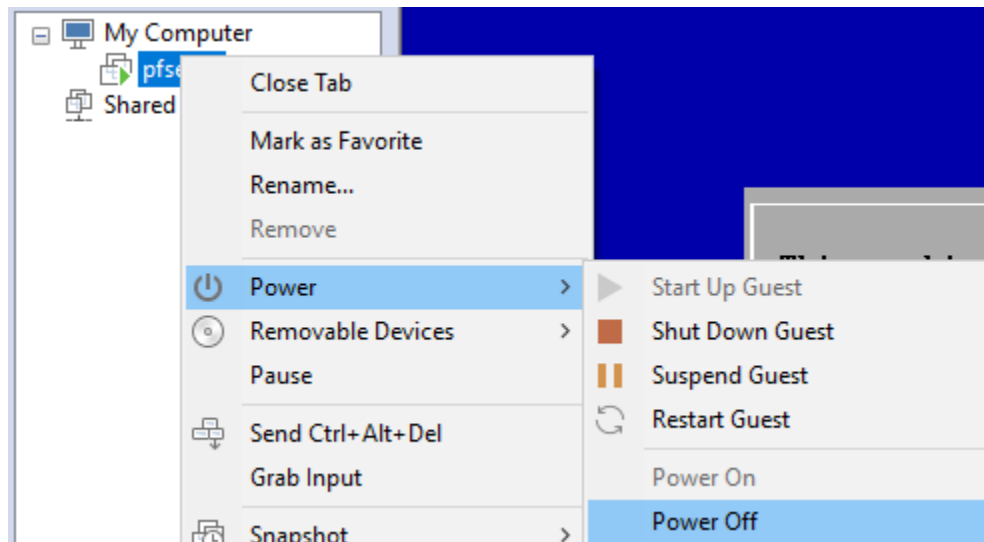 My Computer
Shared
Close Tab
Mark as Favorite
Rename...
Remove
Power
Removable Devices
Pause
Send Ctrl+Alt+Del
Grab Input
Snapshot
Start Up Guest
Shut Down Guest
Suspend Guest
Restart Guest
Power On
Power Off